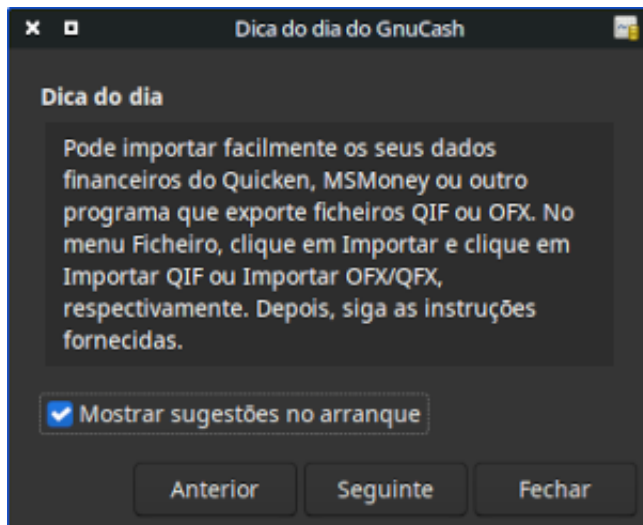 Dica do dia do GnuCash
Dica do dia
Pode importar facilmente os seus dados
financeiros do Quicken, MSMoney ou outro
programa que exporte ficheiros QIF ou OFX. No
menu Ficheiro, clique em Importar e clique em
Importar QIF ou Importar OFX/QFX,
respectivamente. Depois, siga as instruções
fornecidas.
Mostrar sugestões no arranque
Anterior Seguinte Fechar